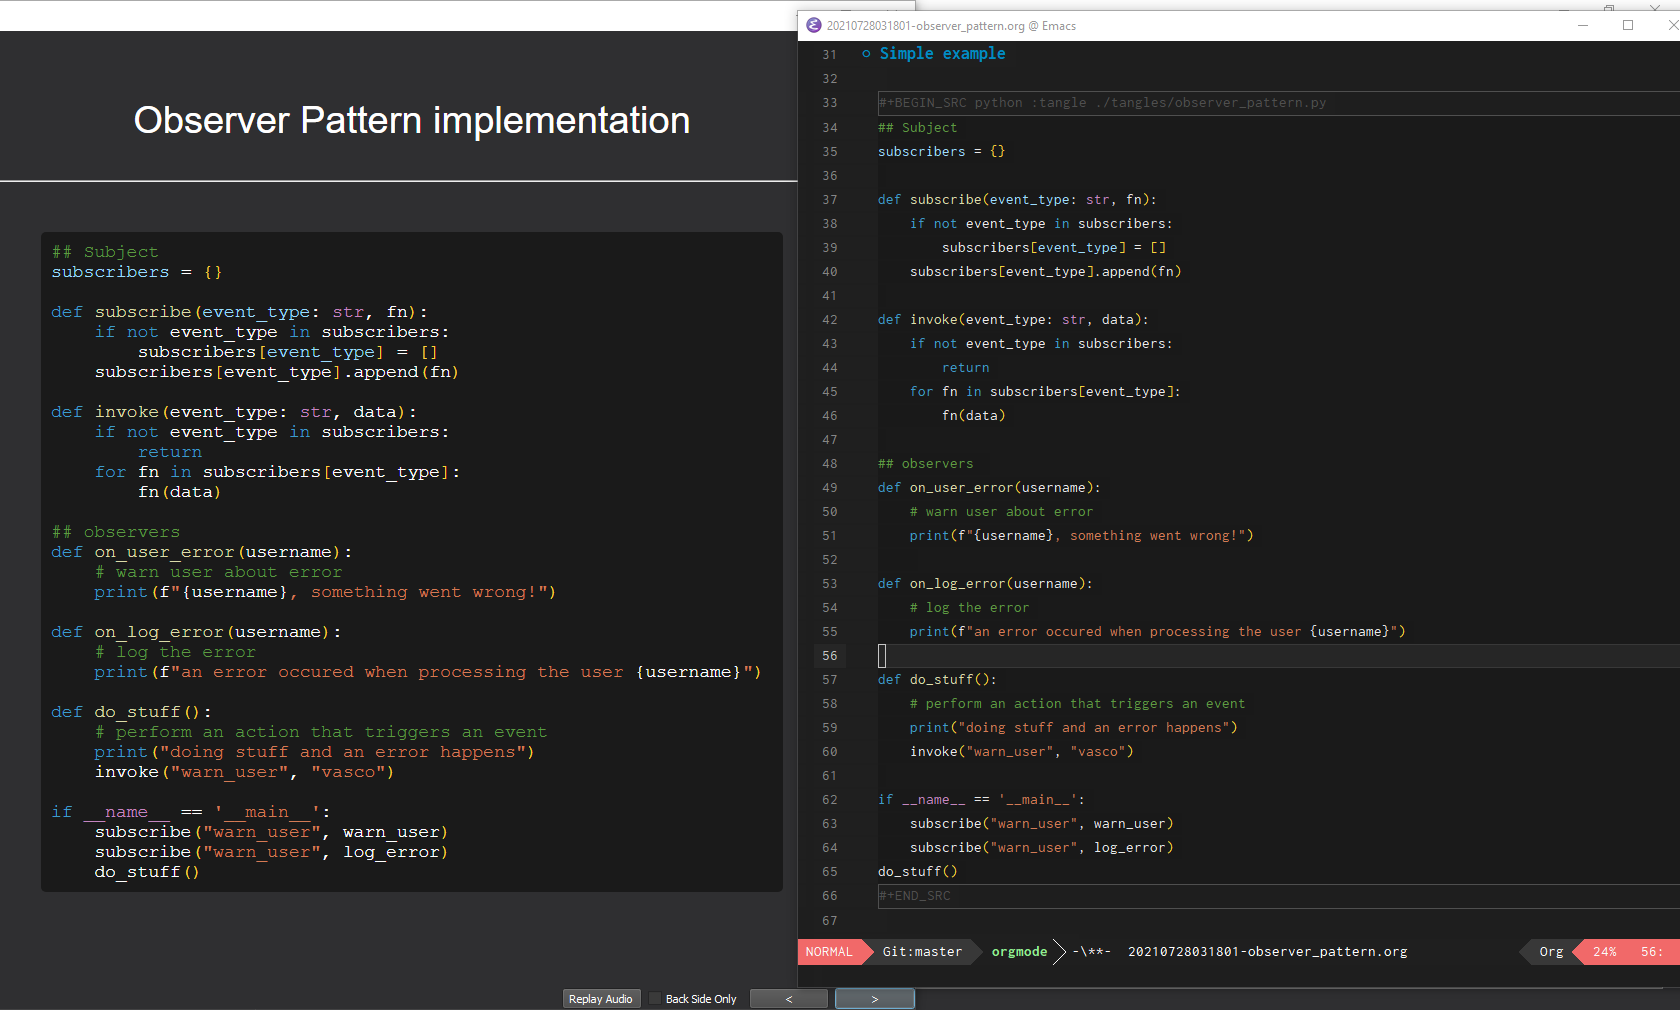 Observer Pattern implementation
## Subject
subscribers = {}
def subscribe(event_type: str, fn):
    if not event_type in subscribers:
        subscribers[event_type] = []
    subscribers[event_type].append(fn)
def invoke(event_type: str, data):
    if not event_type in subscribers:
        return
    for fn in subscribers[event_type]:
        fn(data)
## observers
def on_user_error(username):
    # warn user about error
    print(f"{username}, something went wrong!")
def on_log_error(username):
    # log the error
    print(f"an error occured when processing the user {username}")
def do_stuff():
    # perform an action that triggers an event
    print("doing stuff and an error happens")
    invoke("warn_user", "vasco")
if __name__ == '__main__':
    subscribe("warn_user", warn_user)
    subscribe("warn_user", log_error)
    do_stuff()
Replay Audio Back Side Only < >
20210728031801-observer_pattern.org @ Emacs
31 Simple example
32
33 #+BEGIN_SRC python :tangle ./tangles/observer_pattern.py
34 ## Subject
35 subscribers = {}
36
37 def subscribe(event_type: str, fn):
38     if not event_type in subscribers:
39         subscribers[event_type] = []
40     subscribers[event_type].append(fn)
41
42 def invoke(event_type: str, data):
43     if not event_type in subscribers:
44         return
45     for fn in subscribers[event_type]:
46         fn(data)
47
48 ## observers
49 def on_user_error(username):
50     # warn user about error
51     print(f"{username}, something went wrong!")
52
53 def on_log_error(username):
54     # log the error
55     print(f"an error occured when processing the user {username}")
56
57 def do_stuff():
58     # perform an action that triggers an event
59     print("doing stuff and an error happens")
60     invoke("warn_user", "vasco")
61
62 if __name__ == '__main__':
63     subscribe("warn_user", warn_user)
64     subscribe("warn_user", log_error)
65 do_stuff()
66 #+END_SRC
67
NORMAL Git:master orgmode -\**- 20210728031801-observer_pattern.org Org 24% 56: